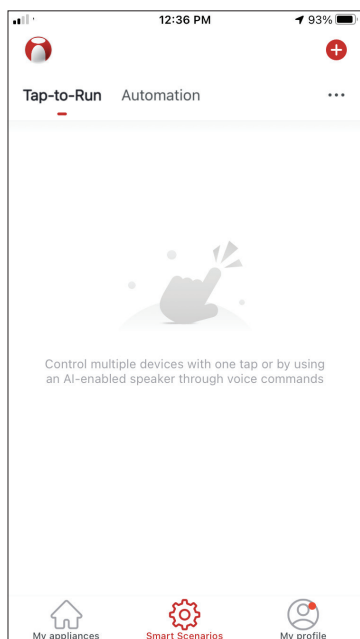 12:36 PM
93%
Tap-to-Run Automation
Control multiple devices with one tap or by using
an AI-enabled speaker through voice commands
My appliances Smart Scenarios My profile